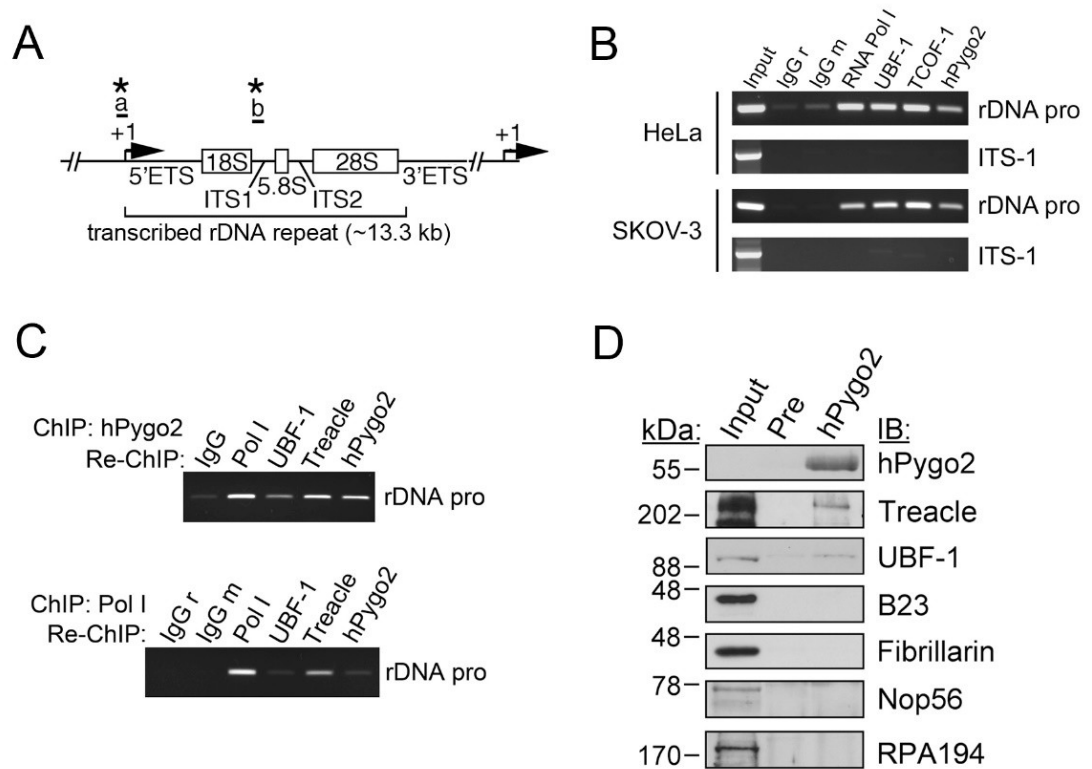 A
*
*
a
b
+1
+1
//
//
18S
28S
5'ETS
5.8S
3'ETS
ITS1
ITS2
transcribed rDNA repeat (~13.3 kb)
B
Input
IgG r
IgG m
RNA Pol I
UBF-1
TCOF-1
hPygo2
HeLa
rDNA pro
ITS-1
SKOV-3
rDNA pro
ITS-1
C
ChIP: hPygo2
Re-ChIP:
IgG
Pol I
UBF-1
Treacle
hPygo2
rDNA pro
ChIP: Pol I
Re-ChIP:
IgG r
IgG m
Pol I
UBF-1
Treacle
hPygo2
rDNA pro
D
kDa:
Input
Pre
hPygo2
IB:
55
hPygo2
202
Treacle
88
UBF-1
48
B23
48
Fibrillarin
78
Nop56
170
RPA194